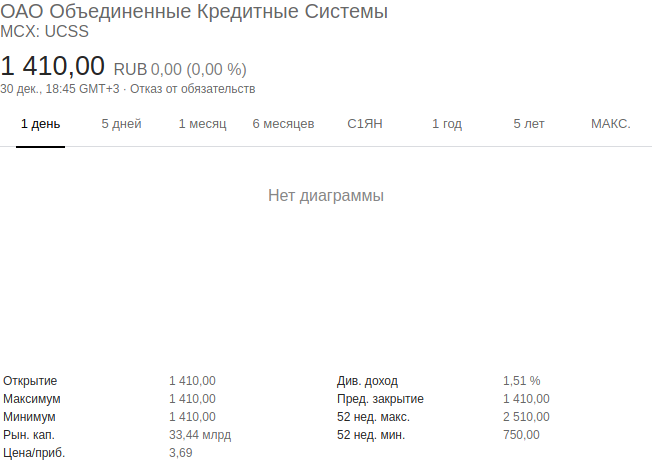 ОАО Объединенные Кредитные Системы
MCX: UCSS
1 410,00 RUB 0,00 (0,00 %)
30 дек., 18:45 GMT+3 · Отказ от обязательств
1 день 5 дней 1 месяц 6 месяцев С1ЯН 1 год 5 лет МАКС.
Нет диаграммы
Открытие 1 410,00 Див. доход 1,51 %
Максимум 1 410,00 Пред. закрытие 1 410,00
Минимум 1 410,00 52 нед. макс. 2 510,00
Рын. кап. 33,44 млрд 52 нед. мин. 750,00
Цена/приб. 3,69